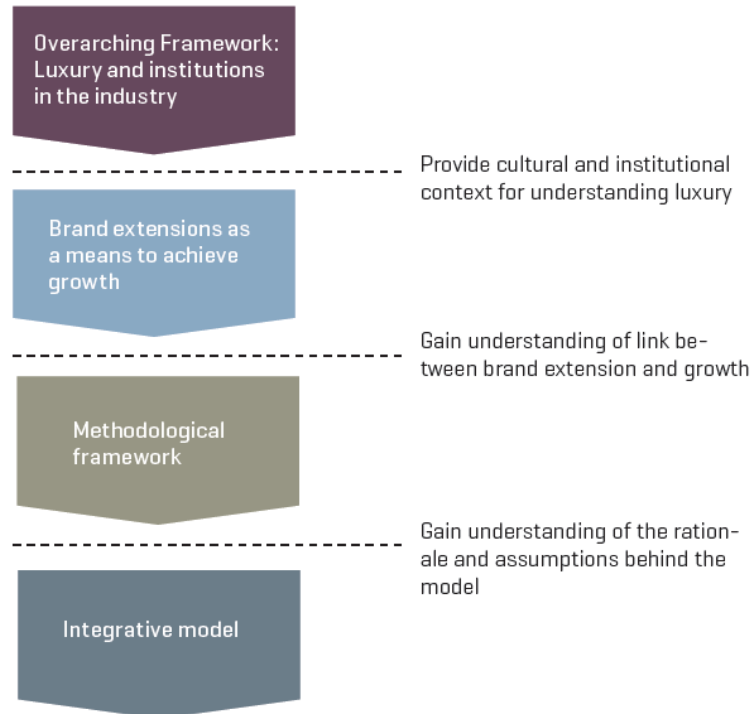 Overarching Framework:
Luxury and institutions
in the industry
Provide cultural and institutional
context for understanding luxury
Brand extensions as
a means to achieve
growth
Gain understanding of link be-
tween brand extension and growth
Methodological
framework
Gain understanding of the ration-
ale and assumptions behind the
model
Integrative model